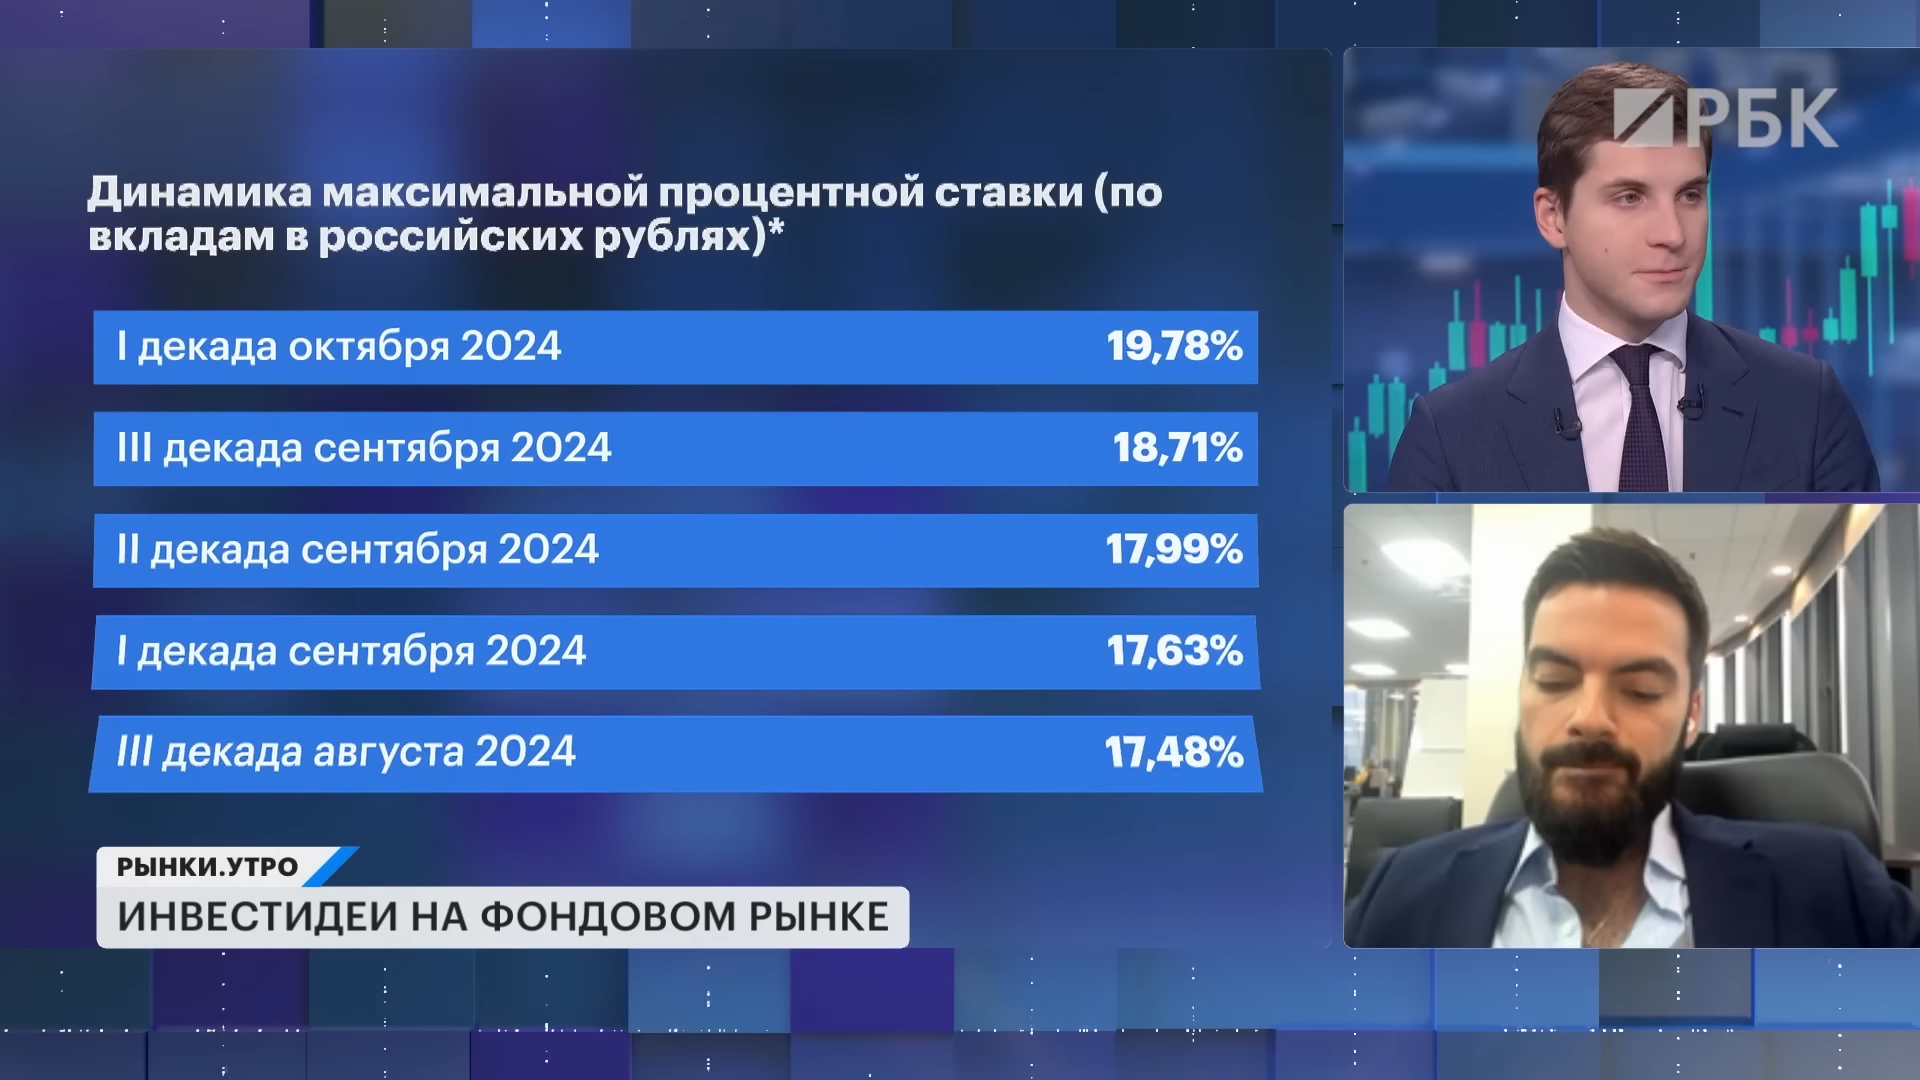 РБК
Динамика максимальной процентной ставки (по
вкладам в российских рублях)*
I декада октября 2024 19,78%
III декада сентября 2024 18,71%
II декада сентября 2024 17,99%
I декада сентября 2024 17,63%
III декада августа 2024 17,48%
РЫНКИ.УТРО
ИНВЕСТИДЕИ НА ФОНДОВОМ РЫНКЕ